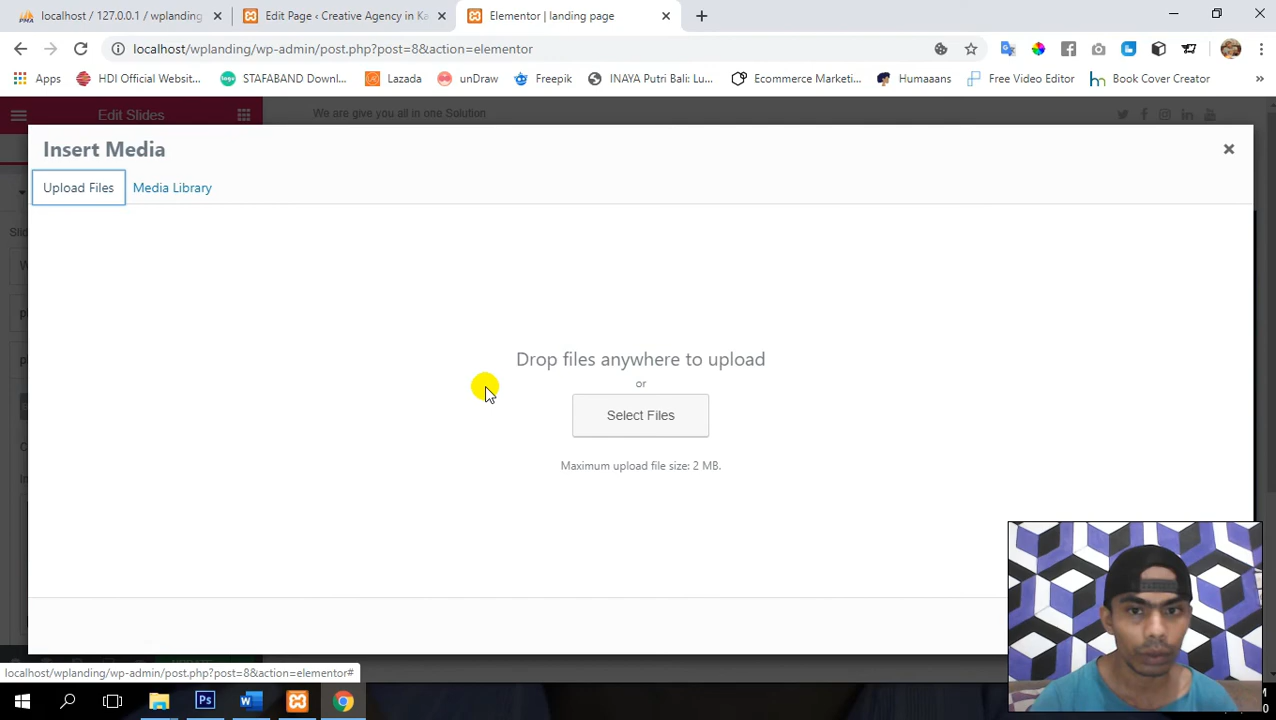 localhost / 127.0.0.1 / wplanding
Edit Page ‹ Creative Agency in Ka
Elementor | landing page
localhost/wplanding/wp-admin/post.php?post=8&action=elementor
Apps
HDI Official Websit...
STAFABAND Downl...
Lazada
unDraw
Freepik
INAYA Putri Bali: Lu...
Ecommerce Marketi...
Humaaans
Free Video Editor
Book Cover Creator
»
Edit Slides
We are give you all in one Solution
Insert Media
Upload Files
Media Library
Drop files anywhere to upload
or
Select Files
Maximum upload file size: 2 MB.
localhost/wplanding/wp-admin/post.php?post=8&action=elementor#